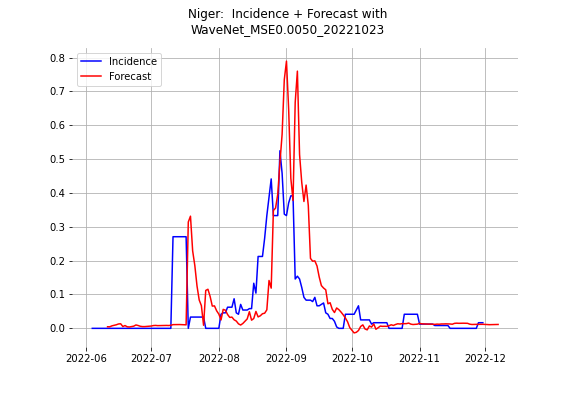 Niger:  Incidence + Forecast with
WaveNet_MSE0.0050_20221023
Incidence
Forecast
0.8
0.7
0.6
0.5
0.4
0.3
0.2
0.1
0.0
2022-06 2022-07 2022-08 2022-09 2022-10 2022-11 2022-12